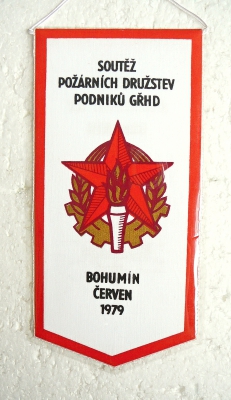 SOUTĚŽ
POŽÁRNÍCH DRUŽSTEV
PODNIKŮ GŘHD
BOHUMÍN
ČERVEN
1979